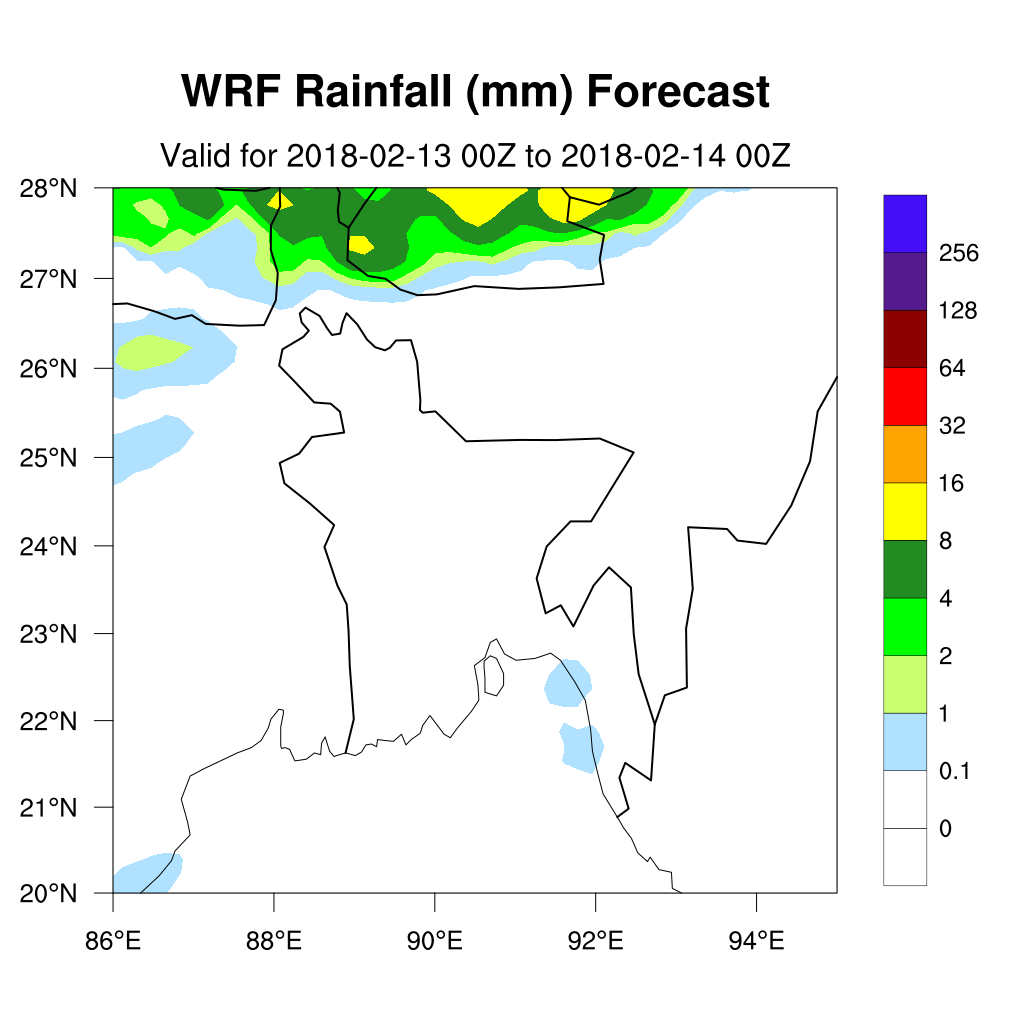 WRF Rainfall (mm) Forecast
Valid for 2018-02-13 00Z to 2018-02-14 00Z
28°N
27°N
26°N
25°N
24°N
23°N
22°N
21°N
20°N
86°E 88°E 90°E 92°E 94°E
256
128
64
32
16
8
4
2
1
0.1
0